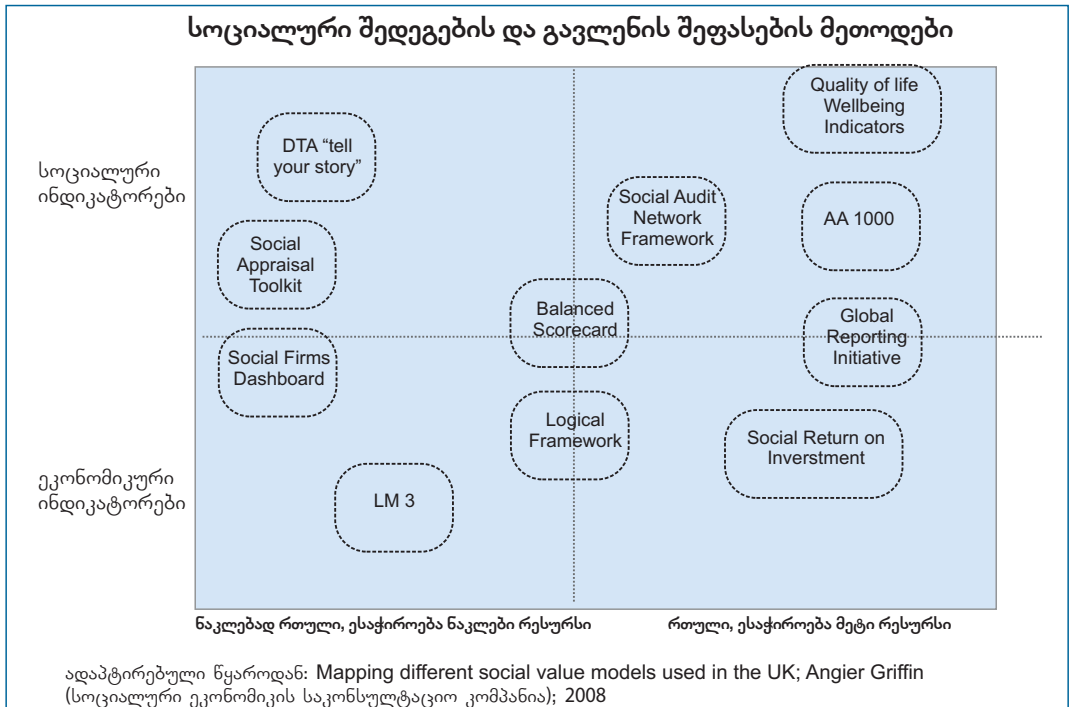 სოციალური შედეგების და გავლენის შეფასების მეთოდები
Quality of life
Wellbeing
Indicators
DTA “tell
your story”
სოციალური
ინდიკატორები
Social Audit
Network
Framework
AA 1000
Social
Appraisal
Toolkit
Balanced
Scorecard
Global
Reporting
Initiative
Social Firms
Dashboard
Logical
Framework
Social Return on
Inverstment
ეკონომიკური
ინდიკატორები
LM 3
ნაკლებად რთული, ესაჭიროება ნაკლები რესურსი
რთული, ესაჭიროება მეტი რესურსი
ადაპტირებული წყაროდან: Mapping different social value models used in the UK; Angier Griffin
(სოციალური ეკონომიკის საკონსულტაციო კომპანია); 2008